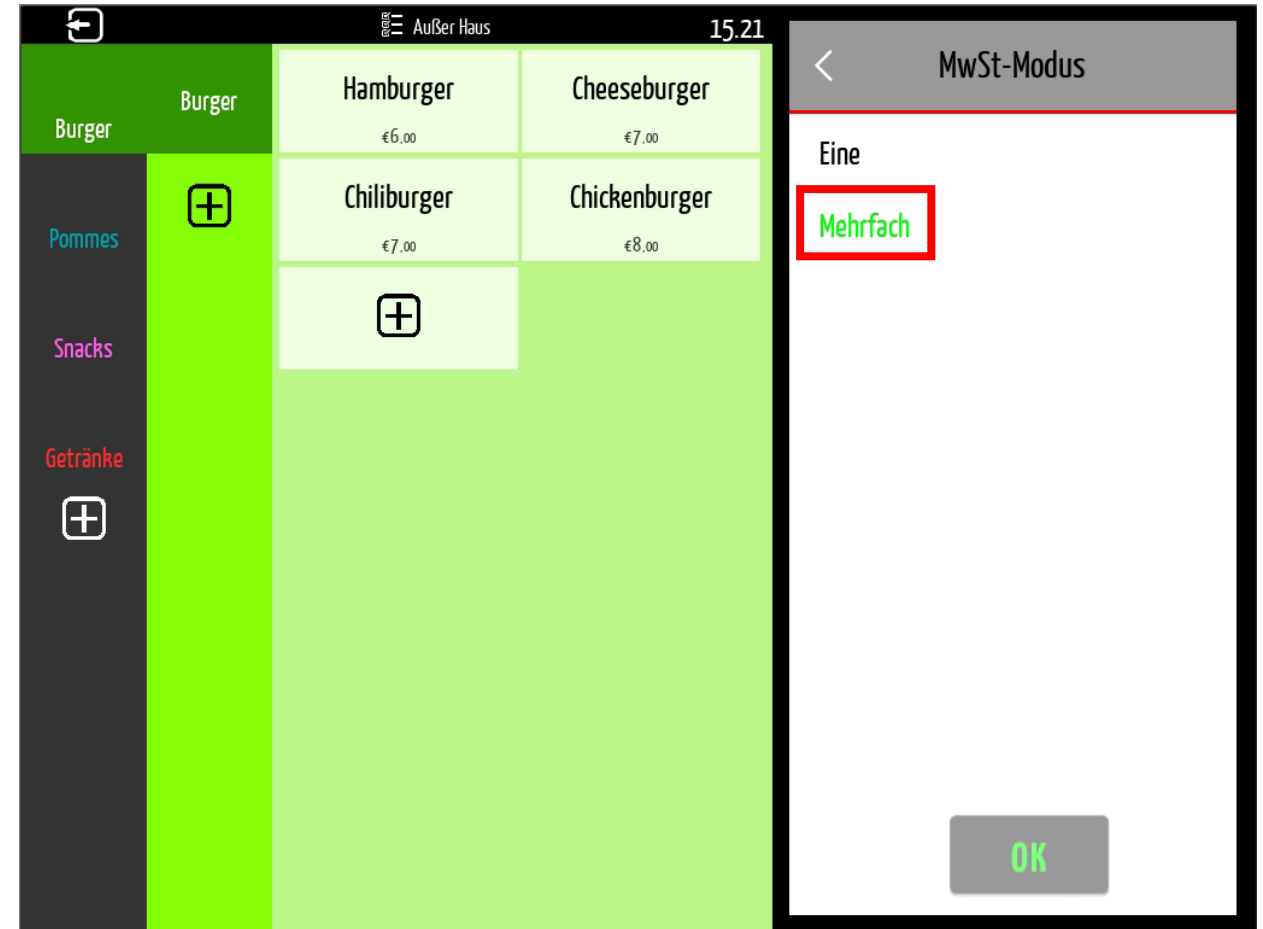 Außer Haus
15.21
Burger
Burger
Hamburger
€6,00
Cheeseburger
€7,00
Chiliburger
€7,00
Chickenburger
€8,00
Pommes
Snacks
Getränke
MwSt-Modus
Eine
Mehrfach
OK